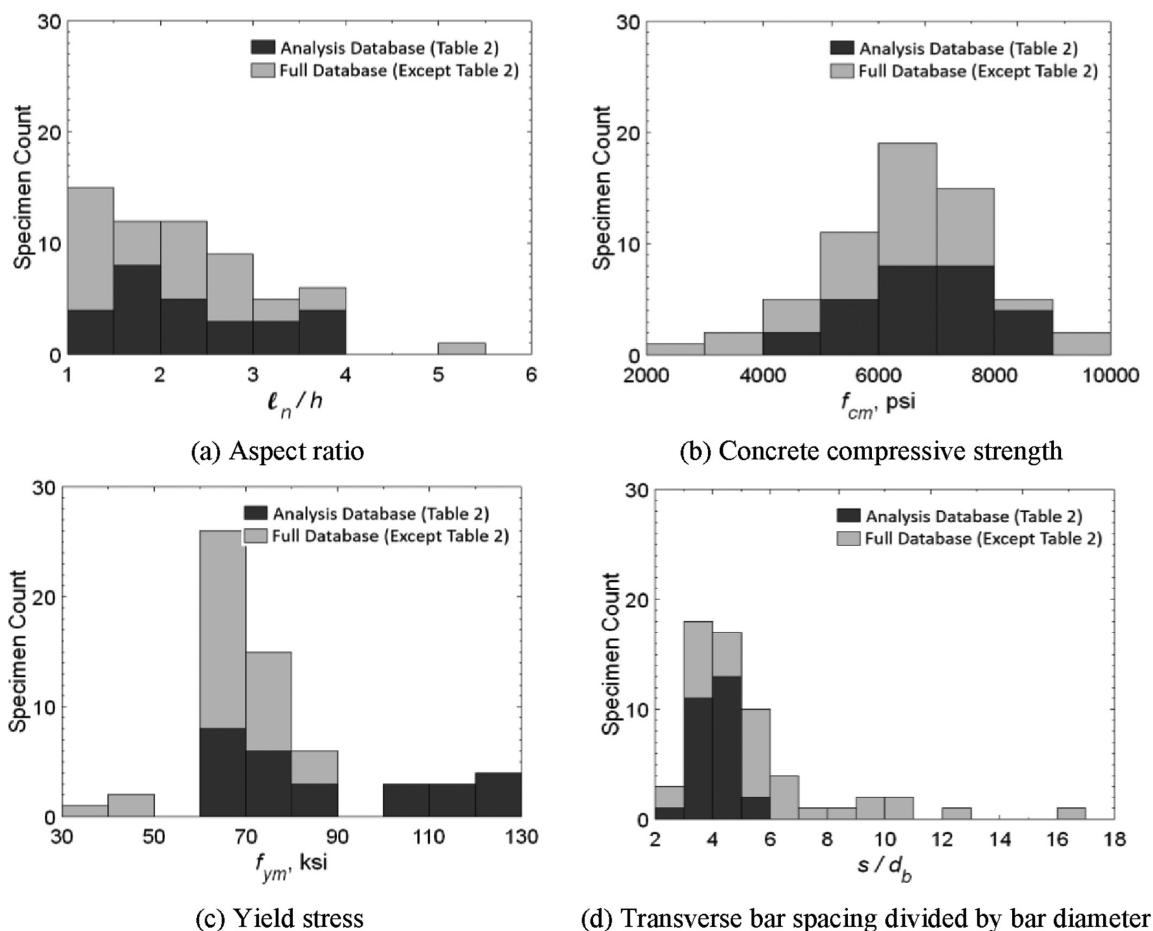 30
20
10
0
Specimen Count
Analysis Database (Table 2)
Full Database (Except Table 2)
1 2 3 4 5 6
ℓn / h
(a) Aspect ratio
30
20
10
0
Specimen Count
Analysis Database (Table 2)
Full Database (Except Table 2)
2000 4000 6000 8000 10000
fcm, psi
(b) Concrete compressive strength
30
20
10
0
Specimen Count
Analysis Database (Table 2)
Full Database (Except Table 2)
30 50 70 90 110 130
fym, ksi
(c) Yield stress
30
20
10
0
Specimen Count
Analysis Database (Table 2)
Full Database (Except Table 2)
2 4 6 8 10 12 14 16 18
s / db
(d) Transverse bar spacing divided by bar diameter